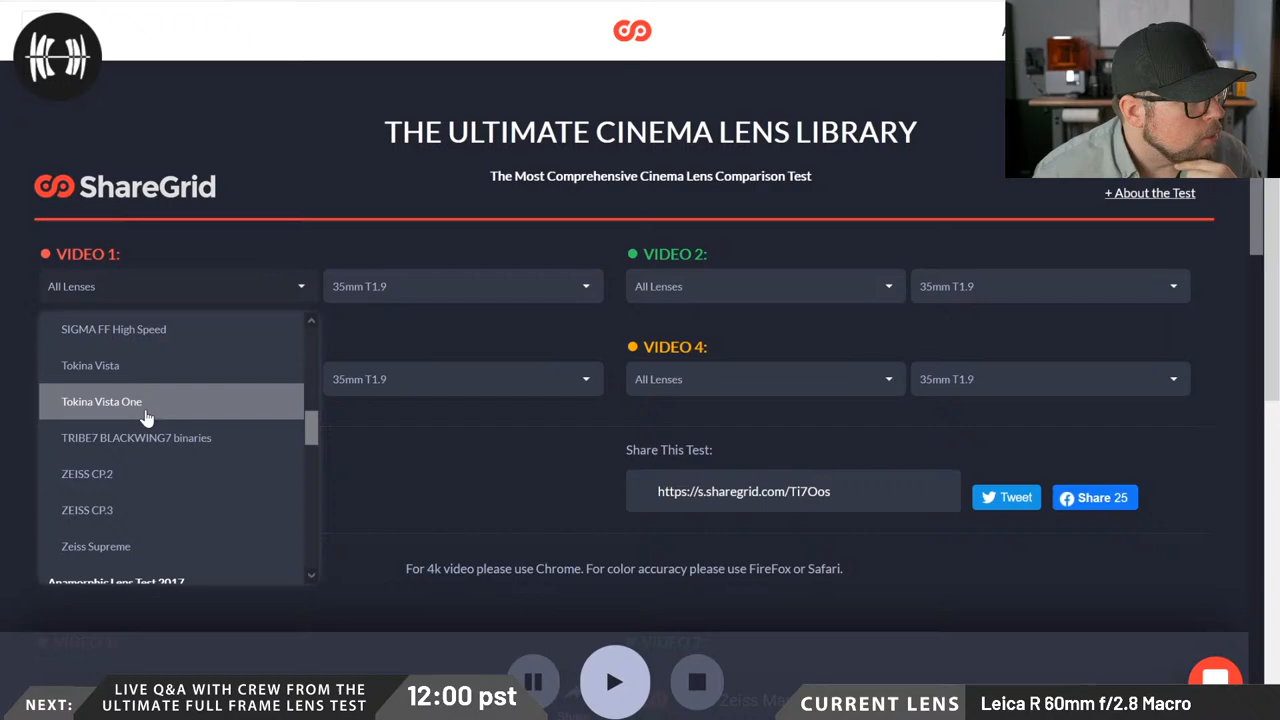 THE ULTIMATE CINEMA LENS LIBRARY
ShareGrid
The Most Comprehensive Cinema Lens Comparison Test
+ About the Test
VIDEO 1:
VIDEO 2:
All Lenses
35mm T1.9
All Lenses
35mm T1.9
SIGMA FF High Speed
Tokina Vista
Tokina Vista One
TRIBE7 BLACKWING7 binaries
ZEISS CP.2
ZEISS CP.3
Zeiss Supreme
Anamorphic Lens Test 2017
35mm T1.9
VIDEO 4:
All Lenses
35mm T1.9
Share This Test:
https://s.sharegrid.com/Ti7Oos
Tweet
Share 25
For 4k video please use Chrome. For color accuracy please use FireFox or Safari.
NEXT:
LIVE Q&A WITH CREW FROM THE
ULTIMATE FULL FRAME LENS TEST
12:00 pst
CURRENT LENS
Leica R 60mm f/2.8 Macro